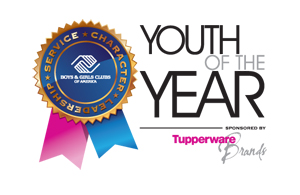 SERVICE • CHARACTER
LEADERSHIP
BOYS & GIRLS CLUBS
OF AMERICA
YOUTH
OF THE
YEAR
SPONSORED BY
Tupperware
Brands